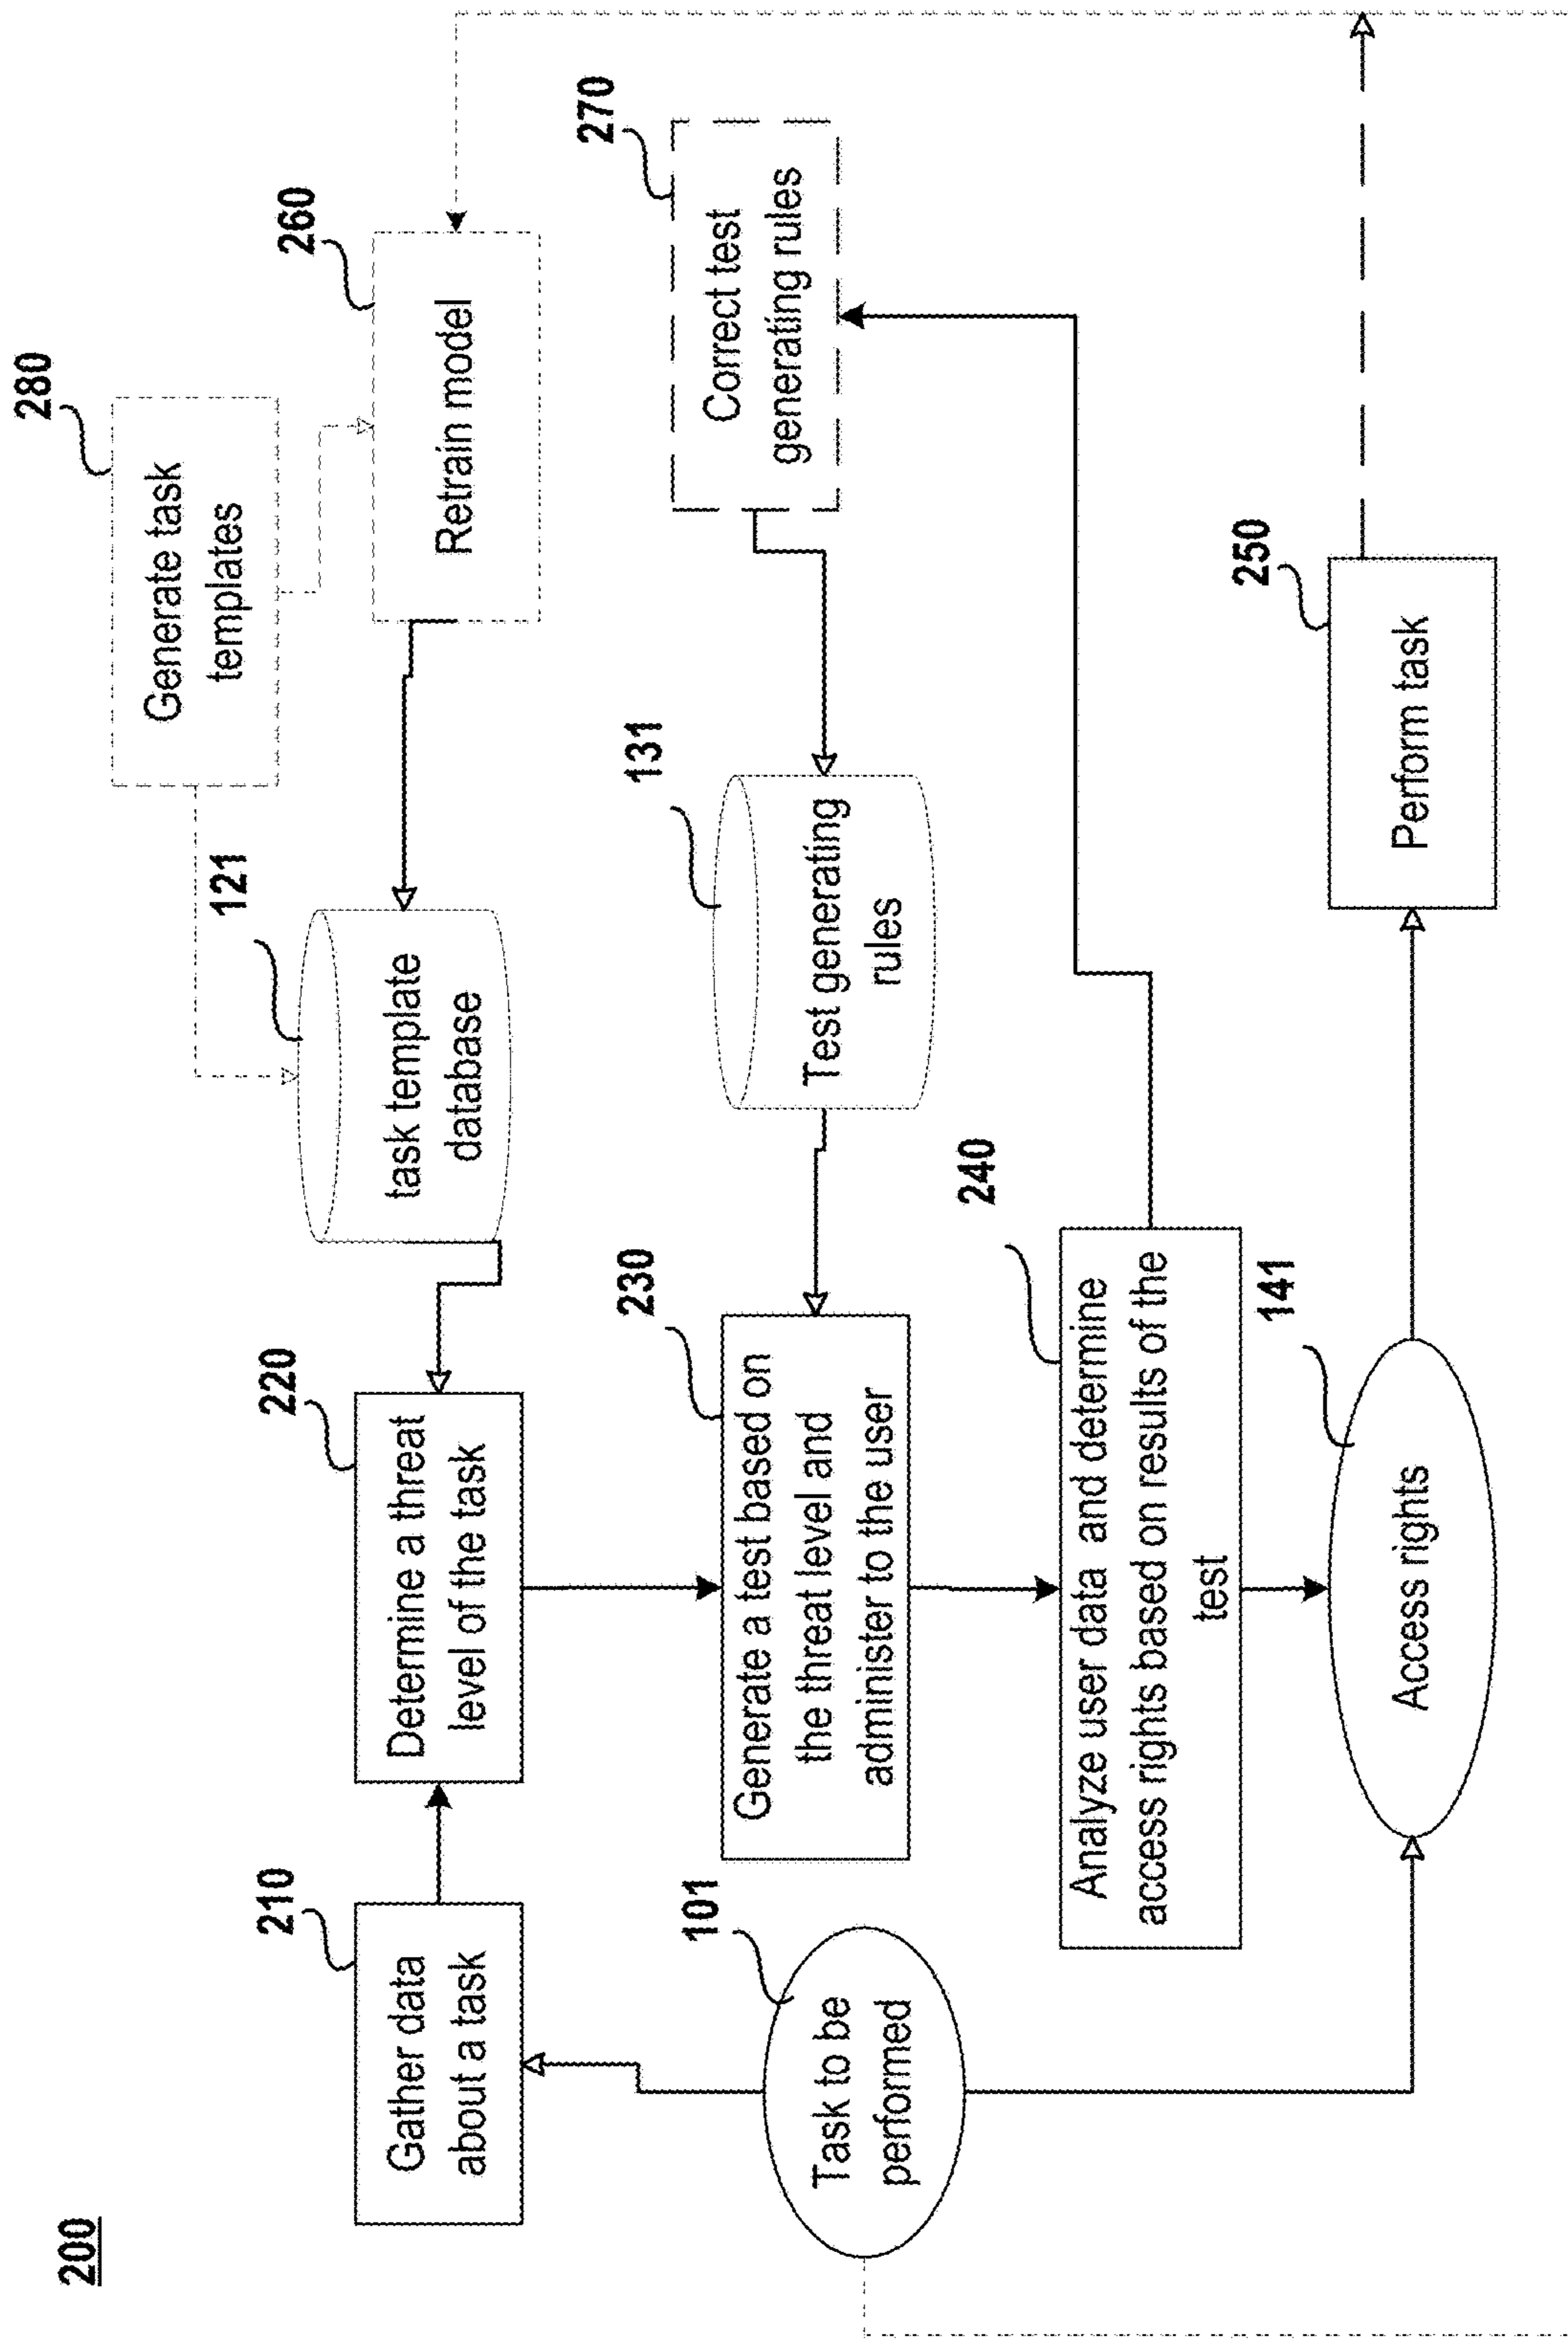 200
280
Generate task
templates
210
Gather data
about a task
220
Determine a threat
level of the task
121
task template
database
260
Retrain model
101
Task to be
performed
230
Generate a test based on
the threat level and
administer to the user
131
Test generating
rules
270
Correct test
generating rules
240
Analyze user data and determine
access rights based on results of the
test
141
Access rights
250
Perform task